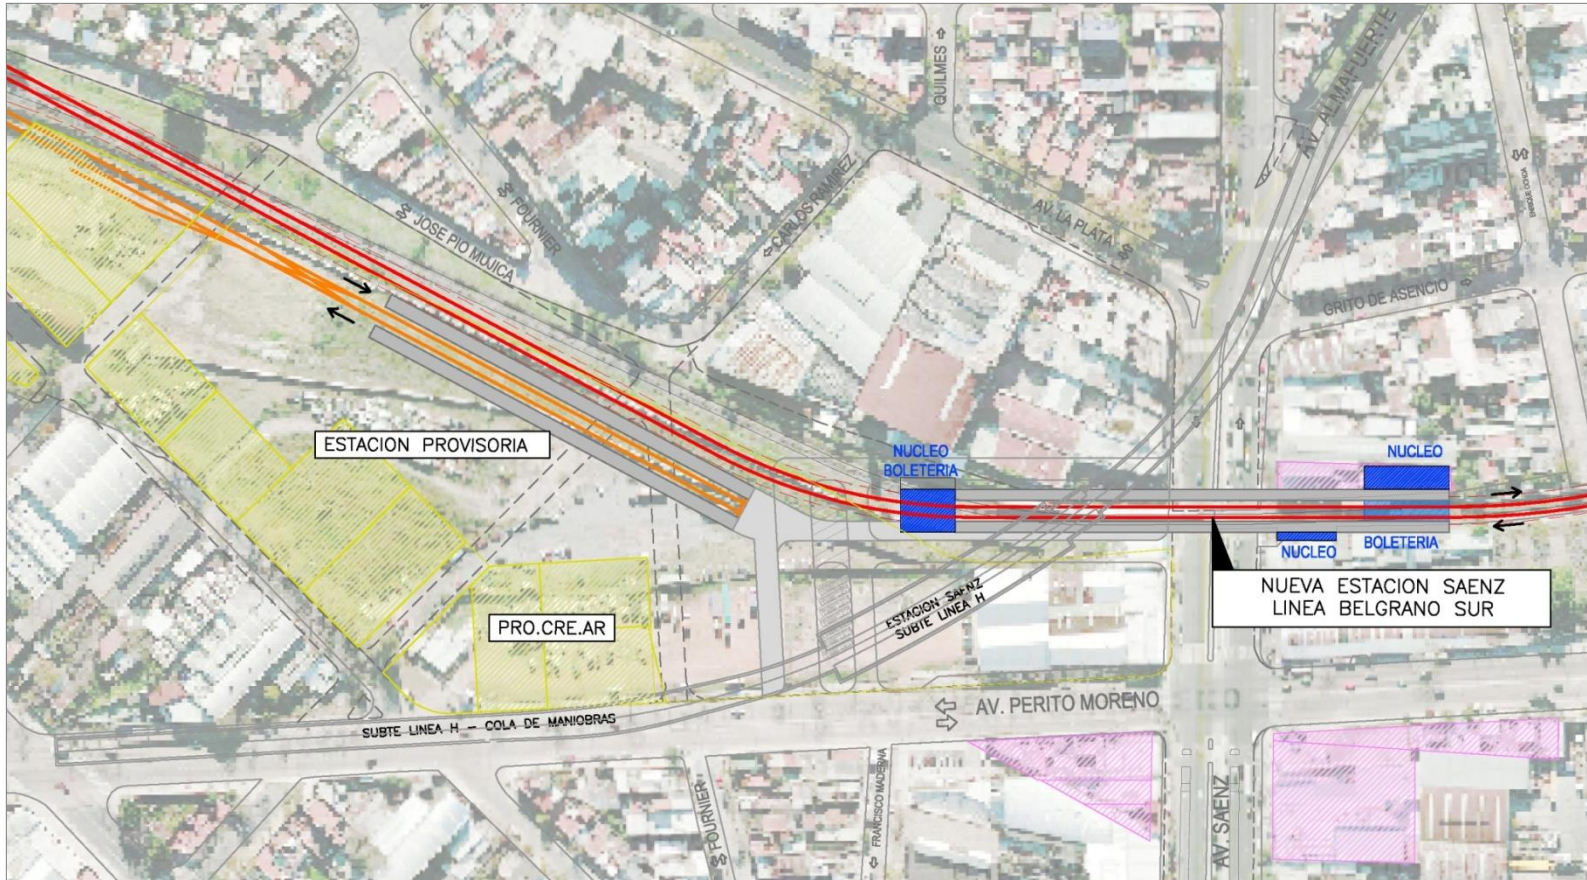 QUILMES
AV. ALMAFUERTE
FOURNIER
JOSE PIO MUJICA
CARLOS RAMIREZ
AV. LA PLATA
GRITO DE ASENCIO
ESTACION PROVISORIA
NUCLEO
BOLETERIA
NUCLEO
NUCLEO
BOLETERIA
NUEVA ESTACION SAENZ
LINEA BELGRANO SUR
ESTACION SAENZ
SUBTE LINEA H
PRO.CRE.AR
AV. PERITO MORENO
SUBTE LINEA H - COLA DE MANIOBRAS
FOURNIER
FRANCISCO MADERNA
AV. SAENZ